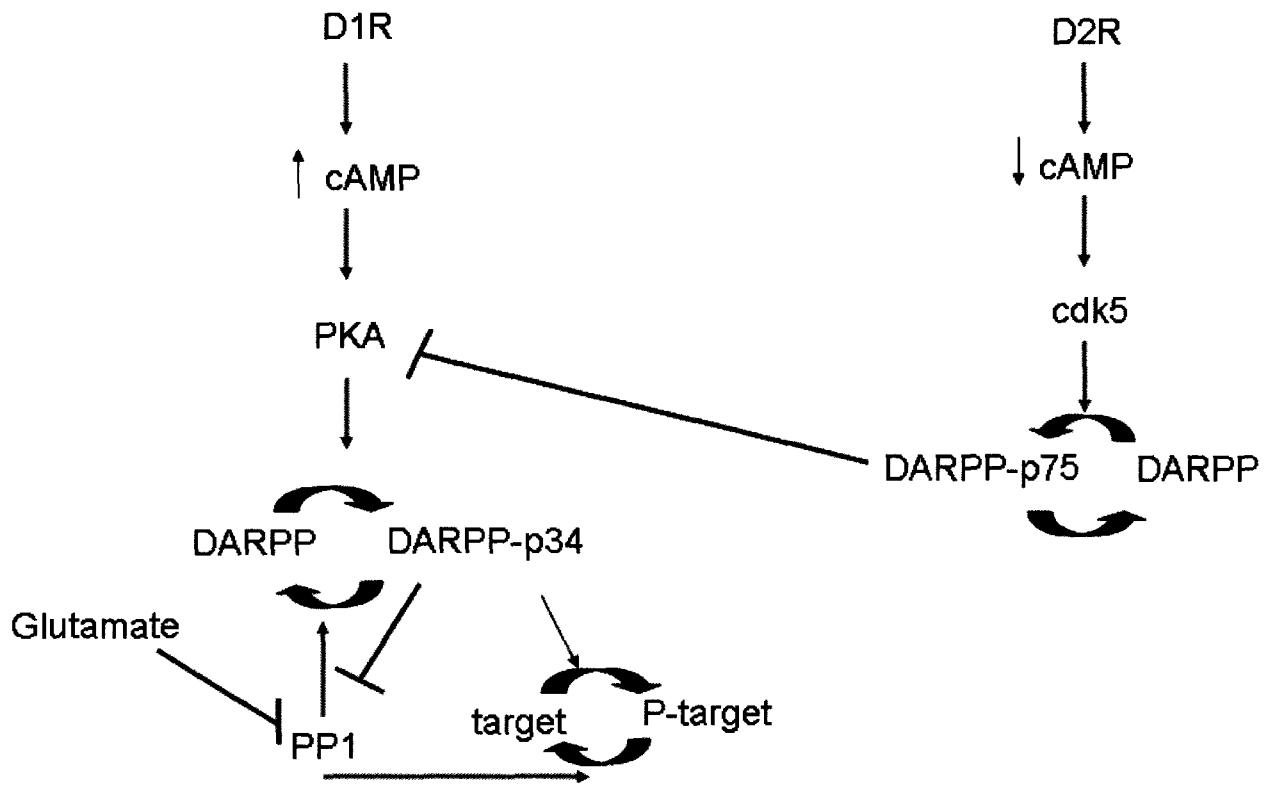 D1R
D2R
cAMP
cAMP
PKA
cdk5
DARPP-p75
DARPP
DARPP
DARPP-p34
Glutamate
target
P-target
PP1